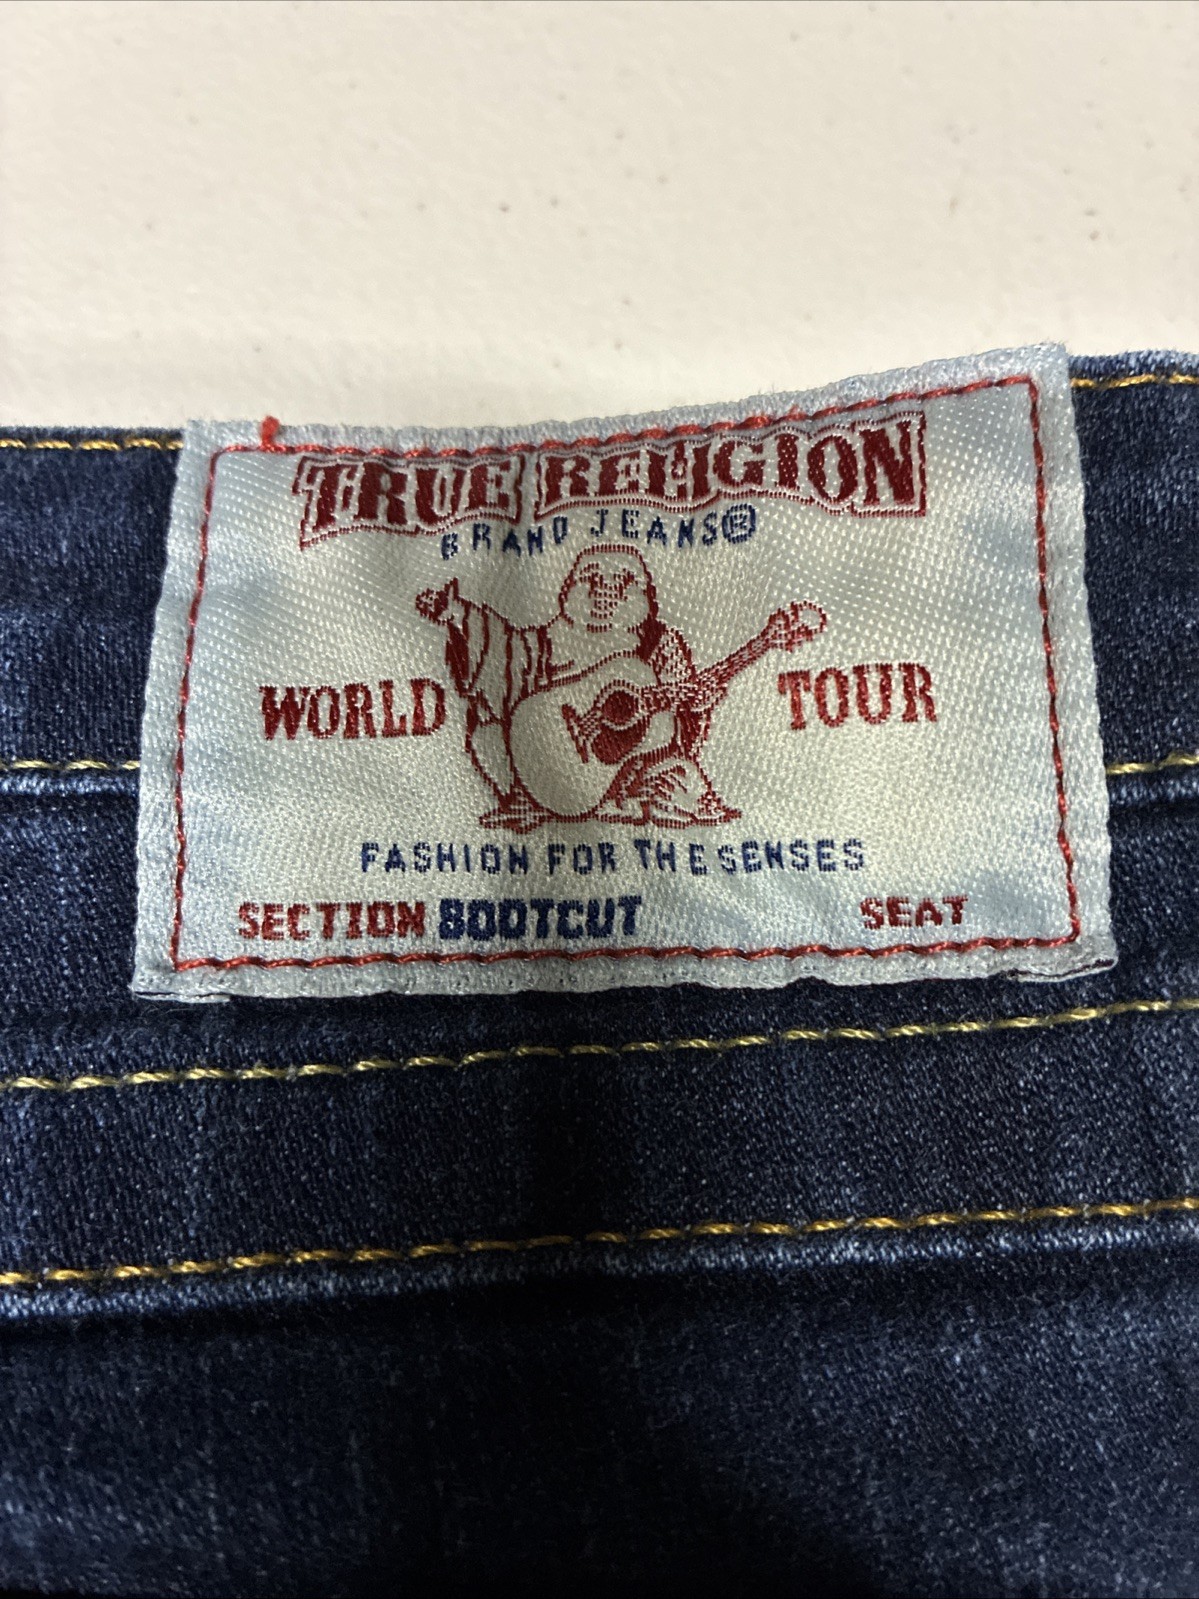 TRUE RELIGION
BRAND JEANS®
WORLD TOUR
FASHION FOR THE SENSES
SECTION BOOTCUT SEAT